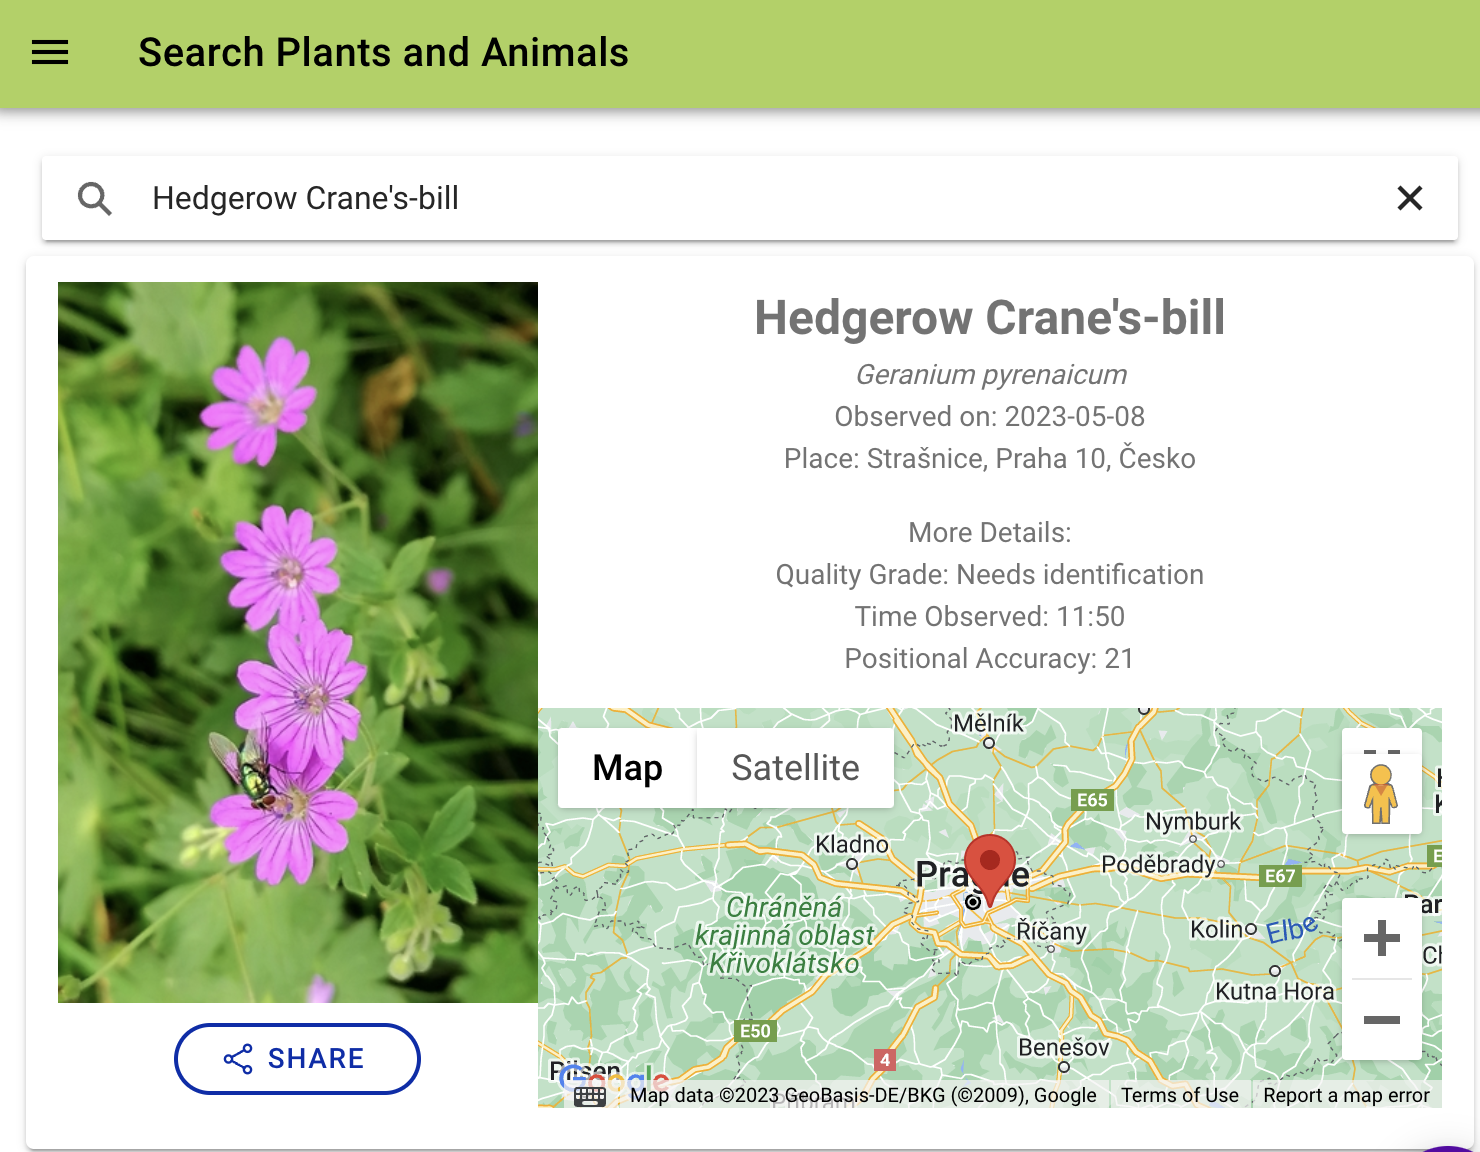 Search Plants and Animals
Hedgerow Crane's-bill
Hedgerow Crane's-bill
Geranium pyrenaicum
Observed on: 2023-05-08
Place: Strašnice, Praha 10, Česko
More Details:
Quality Grade: Needs identification
Time Observed: 11:50
Positional Accuracy: 21
Map
Satellite
Mělník
E65
Nymburk
Kladno
Poděbrady
E67
Prague
Chráněná
krajinná oblast
Křivoklátsko
Říčany
Kolin
Elbe
Kutna Hora
E50
4
Benešov
Pilsen
Google
SHARE
Map data ©2023 GeoBasis-DE/BKG (©2009), Google
Terms of Use
Report a map error